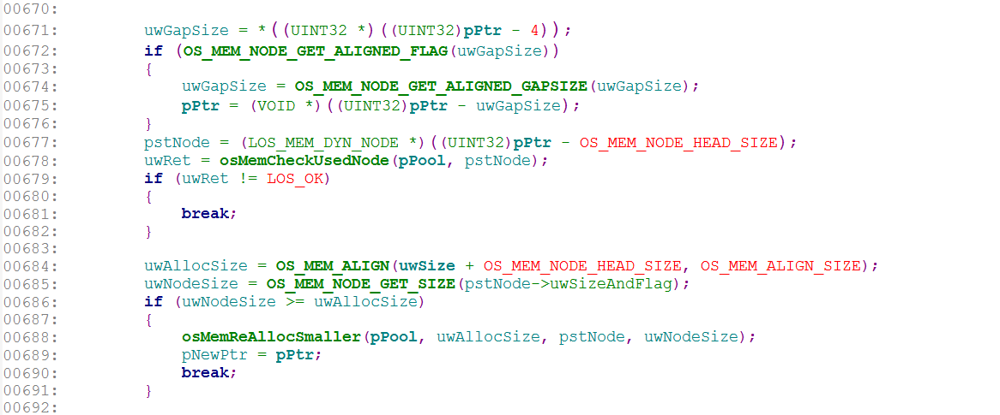 00670:
00671:         uwGapSize = *((UINT32 *)((UINT32)pPtr - 4));
00672:         if (OS_MEM_NODE_GET_ALIGNED_FLAG(uwGapSize))
00673:         {
00674:             uwGapSize = OS_MEM_NODE_GET_ALIGNED_GAPSIZE(uwGapSize);
00675:             pPtr = (VOID *)((UINT32)pPtr - uwGapSize);
00676:         }
00677:         pstNode = (LOS_MEM_DYN_NODE *)((UINT32)pPtr - OS_MEM_NODE_HEAD_SIZE);
00678:         uwRet = osMemCheckUsedNode(pPool, pstNode);
00679:         if (uwRet != LOS_OK)
00680:         {
00681:             break;
00682:         }
00683:
00684:         uwAllocSize = OS_MEM_ALIGN(uwSize + OS_MEM_NODE_HEAD_SIZE, OS_MEM_ALIGN_SIZE);
00685:         uwNodeSize = OS_MEM_NODE_GET_SIZE(pstNode->uwSizeAndFlag);
00686:         if (uwNodeSize >= uwAllocSize)
00687:         {
00688:             osMemReAllocSmaller(pPool, uwAllocSize, pstNode, uwNodeSize);
00689:             pNewPtr = pPtr;
00690:             break;
00691:         }
00692: